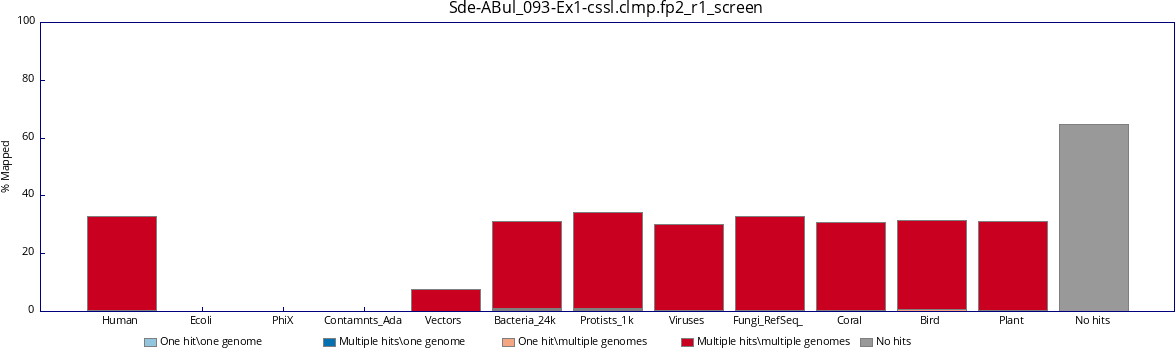 Sde-ABul_093-Ex1-cssl.clmp.fp2_r1_screen
% Mapped
100
80
60
40
20
0
Human Ecoli PhiX Contamnts_Ada Vectors Bacteria_24k Protists_1k Viruses Fungi_RefSeq_ Coral Bird Plant No hits
One hit\one genome Multiple hits\one genome One hit\multiple genomes Multiple hits\multiple genomes No hits